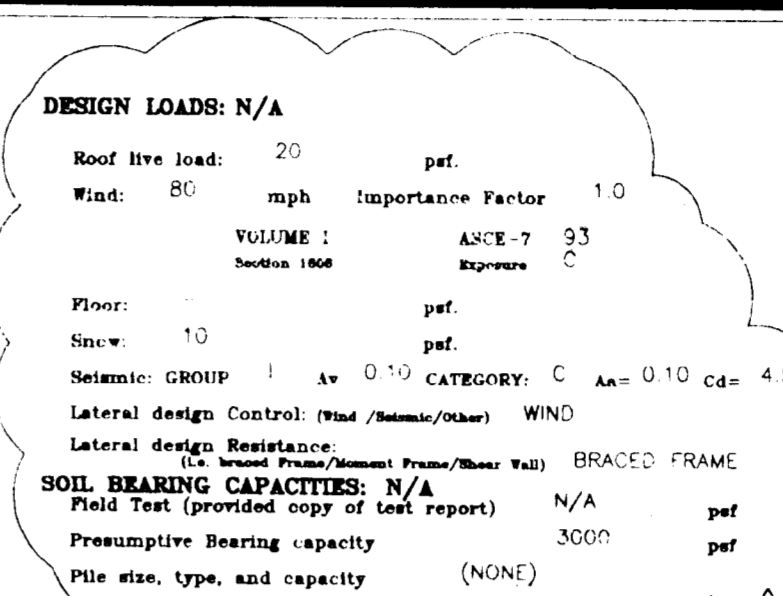 DESIGN LOADS: N/A
Roof live load: 20 psf.
Wind: 80 mph Importance Factor 1.0
VOLUME I ASCE-7 93
Section 1606 Exposure C
Floor: psf.
Snow: 10 psf.
Seismic: GROUP I Av 0.10 CATEGORY: C Aa= 0.10 Cd= 4.
Lateral design Control: (Wind /Seismic/Other) WIND
Lateral design Resistance:
(i.e. braced Frame/Moment Frame/Shear Wall) BRACED FRAME
SOIL BEARING CAPACITIES: N/A
Field Test (provided copy of test report) N/A psf
Presumptive Bearing capacity 3000 psf
Pile size, type, and capacity (NONE)